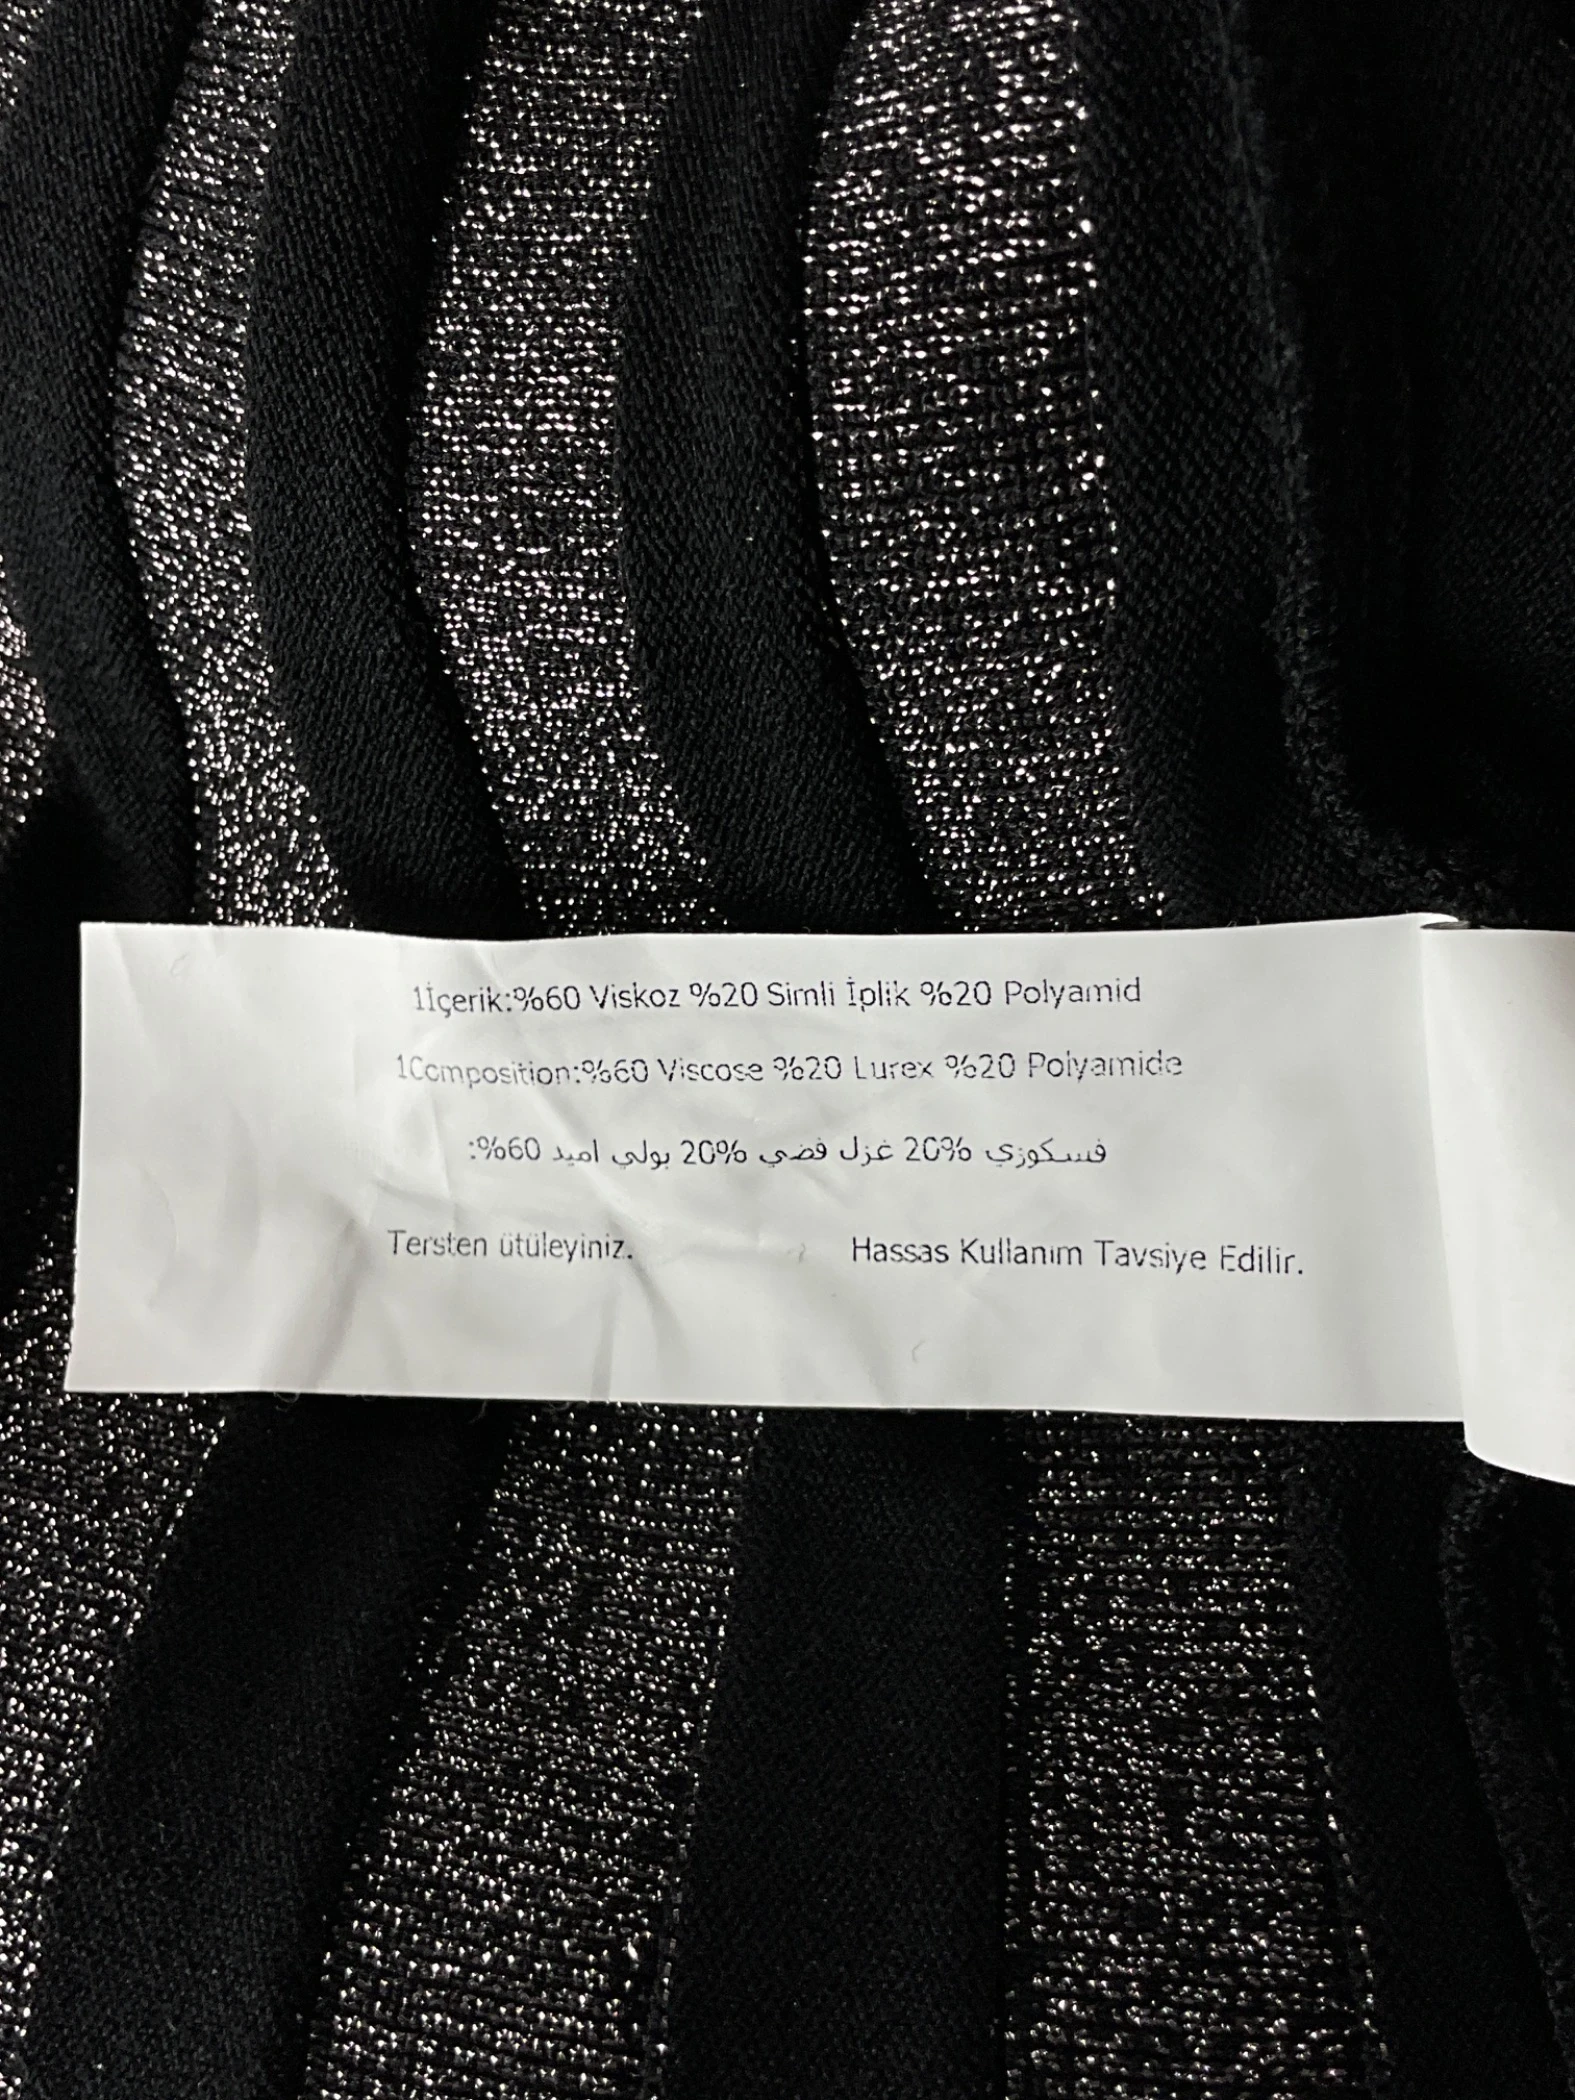 1İçerik:%60 Viskoz %20 Simli İplik %20 Polyamid
1Composition:%60 Viscose %20 Lurex %20 Polyamide
فسكوزي %20 غزل فضي %20 بولي اميد 60%:
Tersten ütüleyiniz. Hassas Kullanım Tavsiye Edilir.